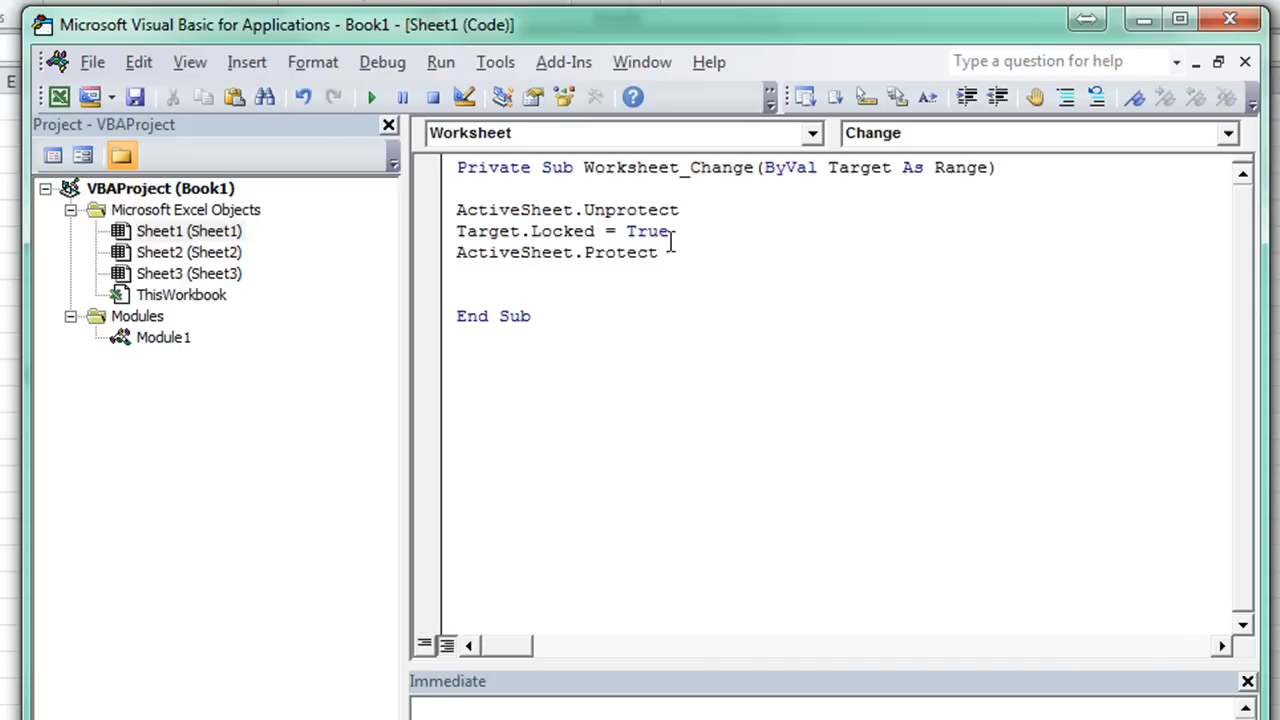 Microsoft Visual Basic for Applications - Book1 - [Sheet1 (Code)]
File Edit View Insert Format Debug Run Tools Add-Ins Window Help Type a question for help
E
Project - VBAProject
Worksheet Change
VBAProject (Book1)
Microsoft Excel Objects
Sheet1 (Sheet1)
Sheet2 (Sheet2)
Sheet3 (Sheet3)
ThisWorkbook
Modules
Module1
Private Sub Worksheet_Change(ByVal Target As Range)
ActiveSheet.Unprotect
Target.Locked = True
ActiveSheet.Protect
End Sub
Immediate